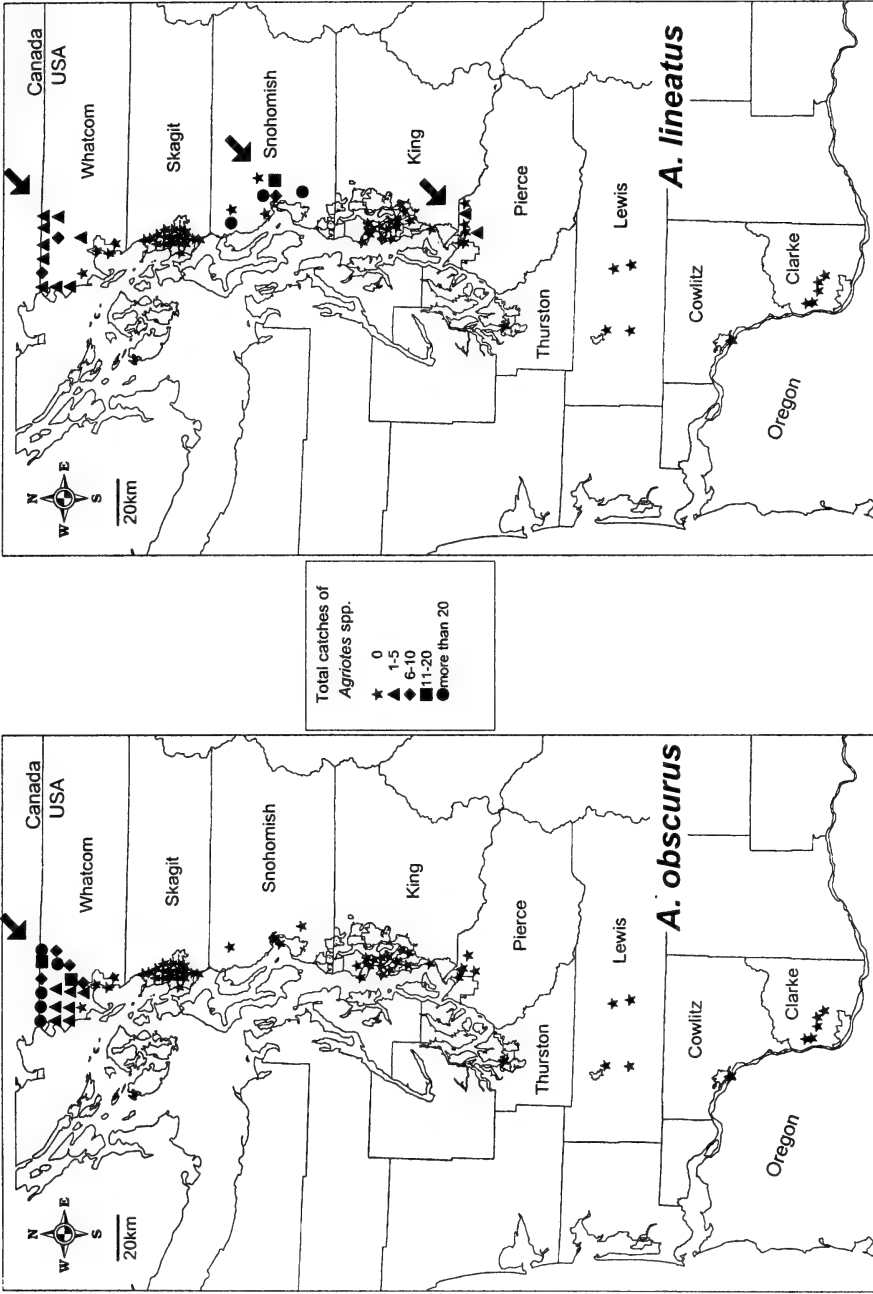 Canada
USA
Whatcom
Skagit
Snohomish
King
Pierce
Thurston
Lewis
Cowlitz
Clarke
Oregon
A. obscurus
N
W E
S
20km
Total catches of
Agriotes spp.
0
1-5
6-10
11-20
more than 20
Canada
USA
Whatcom
Skagit
Snohomish
King
Pierce
Thurston
Lewis
Cowlitz
Clarke
Oregon
A. lineatus
N
W E
S
20km